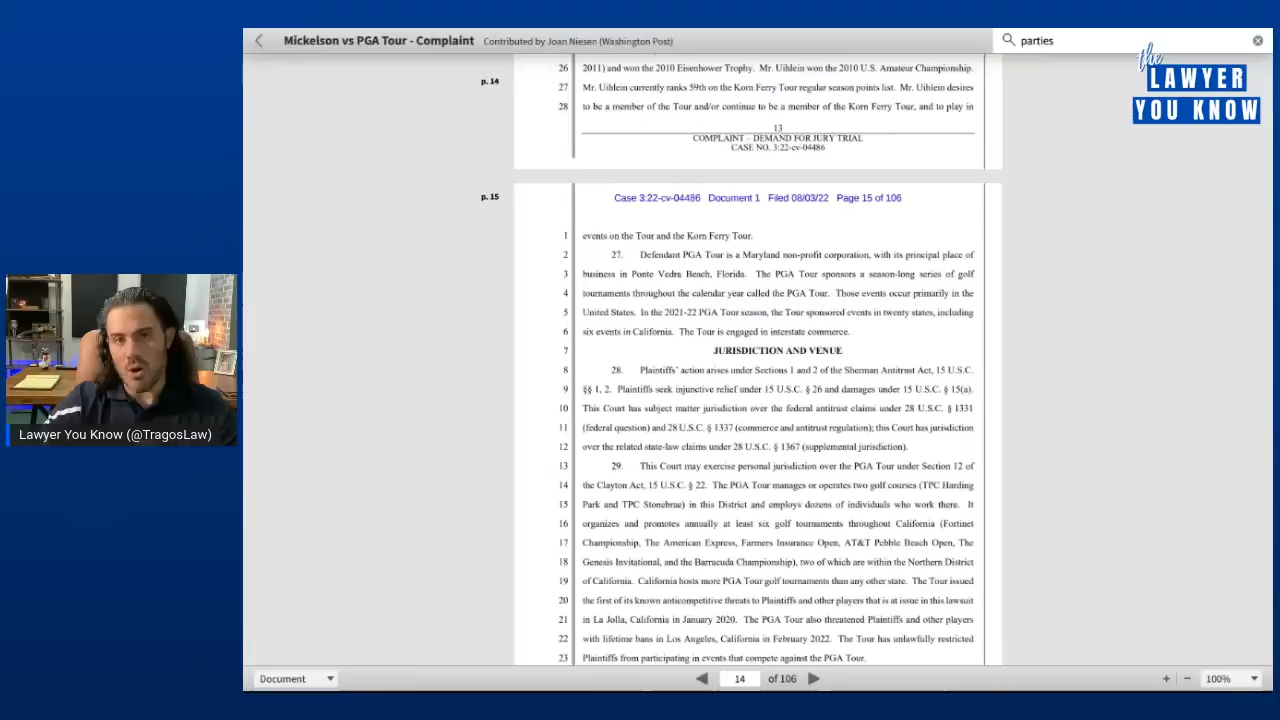 Mickelson vs PGA Tour - Complaint Contributed by Joan Niesen (Washington Post)
parties
the
LAWYER
YOU KNOW
p. 14
26 2011) and won the 2010 Eisenhower Trophy. Mr. Uihlein won the 2010 U.S. Amateur Championship.
27 Mr. Uihlein currently ranks 59th on the Korn Ferry Tour regular season points list. Mr. Uihlein desires
28 to be a member of the Tour and/or continue to be a member of the Korn Ferry Tour, and to play in
13
COMPLAINT – DEMAND FOR JURY TRIAL
CASE NO. 3:22-cv-04486
p. 15
Case 3:22-cv-04486 Document 1 Filed 08/03/22 Page 15 of 106
1 events on the Tour and the Korn Ferry Tour.
2 27. Defendant PGA Tour is a Maryland non-profit corporation, with its principal place of
3 business in Ponte Vedra Beach, Florida. The PGA Tour sponsors a season-long series of golf
4 tournaments throughout the calendar year called the PGA Tour. Those events occur primarily in the
5 United States. In the 2021-22 PGA Tour season, the Tour sponsored events in twenty states, including
6 six events in California. The Tour is engaged in interstate commerce.
7 JURISDICTION AND VENUE
8 28. Plaintiffs' action arises under Sections 1 and 2 of the Sherman Antitrust Act, 15 U.S.C.
9 §§ 1, 2. Plaintiffs seek injunctive relief under 15 U.S.C. § 26 and damages under 15 U.S.C. § 15(a).
10 This Court has subject matter jurisdiction over the federal antitrust claims under 28 U.S.C. § 1331
11 (federal question) and 28 U.S.C. § 1337 (commerce and antitrust regulation); this Court has jurisdiction
12 over the related state-law claims under 28 U.S.C. § 1367 (supplemental jurisdiction).
13 29. This Court may exercise personal jurisdiction over the PGA Tour under Section 12 of
14 the Clayton Act, 15 U.S.C. § 22. The PGA Tour manages or operates two golf courses (TPC Harding
15 Park and TPC Stonebrae) in this District and employs dozens of individuals who work there. It
16 organizes and promotes annually at least six golf tournaments throughout California (Fortinet
17 Championship, The American Express, Farmers Insurance Open, AT&T Pebble Beach Open, The
18 Genesis Invitational, and the Barracuda Championship), two of which are within the Northern District
19 of California. California hosts more PGA Tour golf tournaments than any other state. The Tour issued
20 the first of its known anticompetitive threats to Plaintiffs and other players that is at issue in this lawsuit
21 in La Jolla, California in January 2020. The PGA Tour also threatened Plaintiffs and other players
22 with lifetime bans in Los Angeles, California in February 2022. The Tour has unlawfully restricted
23 Plaintiffs from participating in events that compete against the PGA Tour.
Lawyer You Know (@TragosLaw)
Document 14 of 106 + − 100%